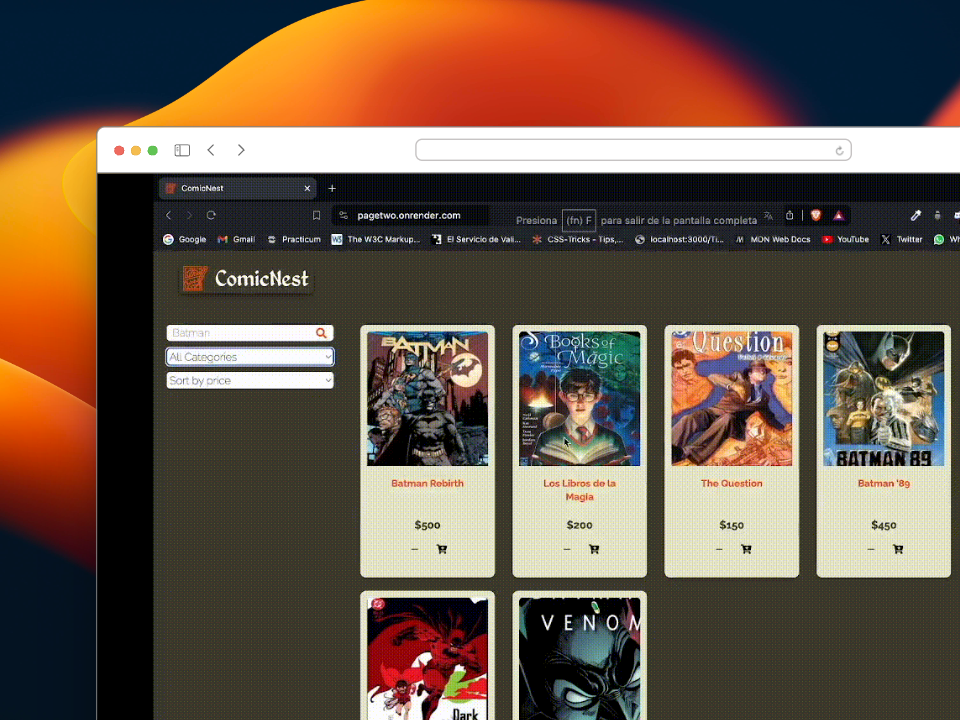 ComicNest
pagetwo.onrender.com
Presiona (fn) F para salir de la pantalla completa
Google Gmail Practicum The W3C Markup... El Servicio de Vali... CSS-Tricks - Tips,... localhost:3000/Ti... MDN Web Docs YouTube Twitter Wh
ComicNest
Batman
All Categories
Sort by price
BATMAN
Books of Magic
Question
BATMAN 89
Batman Rebirth
Los Libros de la
Magia
The Question
Batman '89
$500
$200
$150
$450
VENOM
Dark